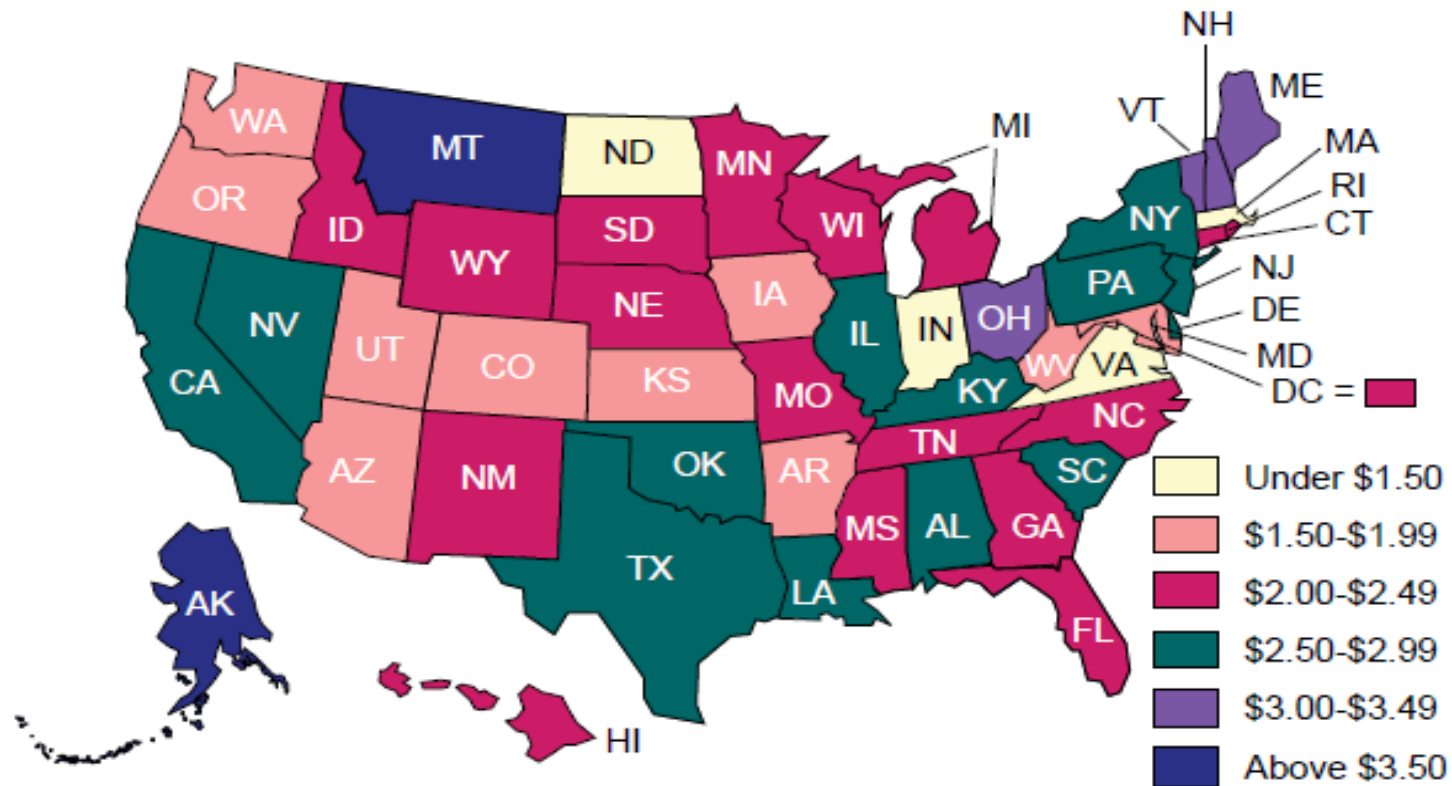 NH
ME
VT
MA
MI
RI
CT
WA
MT
ND
MN
OR
ID
SD
WI
NY
WY
PA
NJ
NE
IA
DE
NV
IL
IN
OH
MD
UT
CO
WV
VA
CA
KS
MO
KY
DC =
NC
TN
AZ
NM
OK
AR
SC
Under $1.50
MS
AL
GA
$1.50-$1.99
TX
LA
$2.00-$2.49
AK
FL
$2.50-$2.99
$3.00-$3.49
HI
Above $3.50